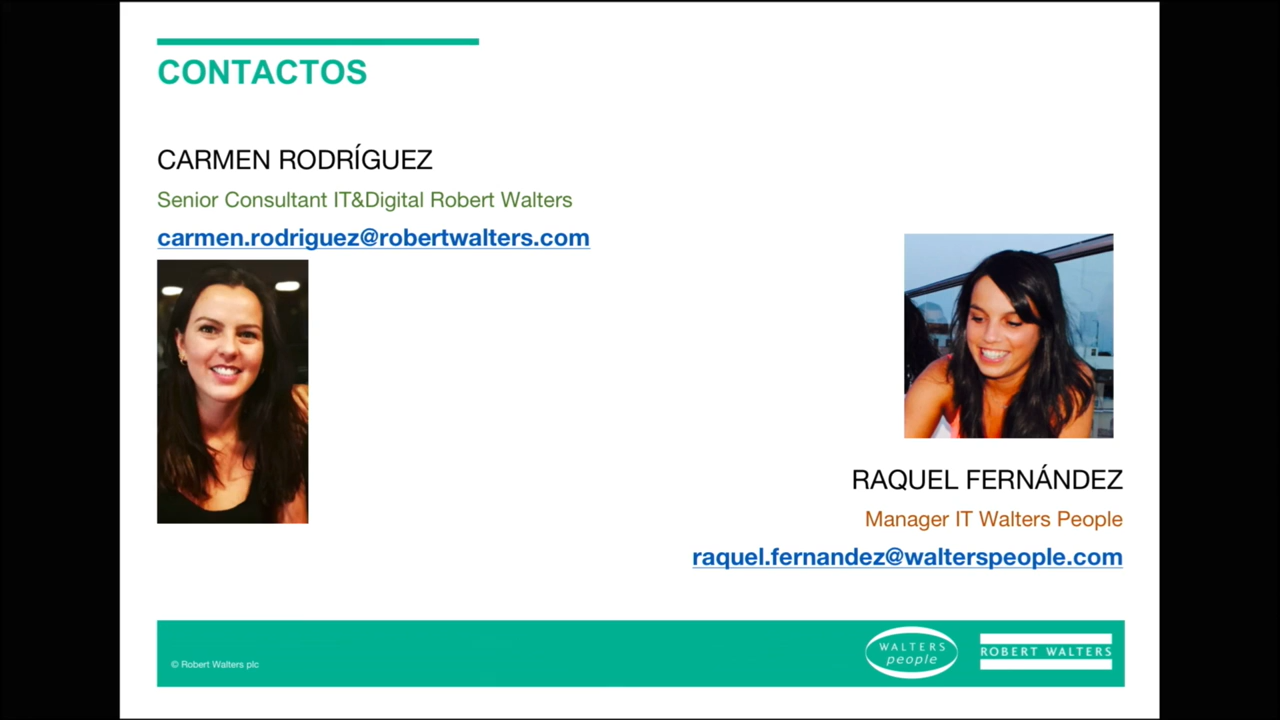 CONTACTOS
CARMEN RODRÍGUEZ
Senior Consultant IT&Digital Robert Walters
carmen.rodriguez@robertwalters.com
RAQUEL FERNÁNDEZ
Manager IT Walters People
raquel.fernandez@walterspeople.com
© Robert Walters plc
WALTERS
people
ROBERT WALTERS